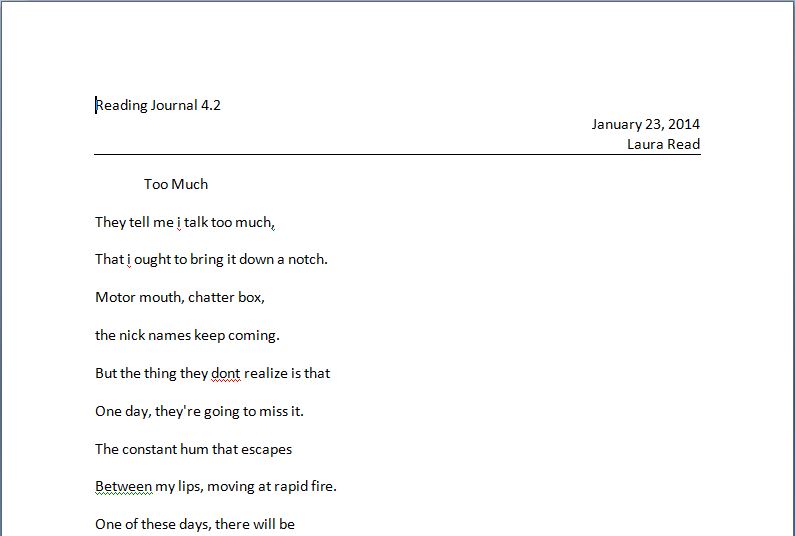 Reading Journal 4.2
January 23, 2014
Laura Read
Too Much
They tell me i talk too much,
That i ought to bring it down a notch.
Motor mouth, chatter box,
the nick names keep coming.
But the thing they dont realize is that
One day, they're going to miss it.
The constant hum that escapes
Between my lips, moving at rapid fire.
One of these days, there will be